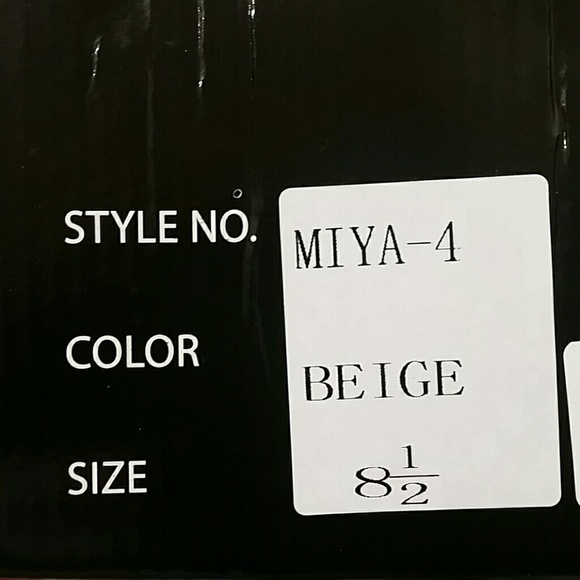 STYLE NO. MIYA-4
COLOR BEIGE
SIZE 8 1/2